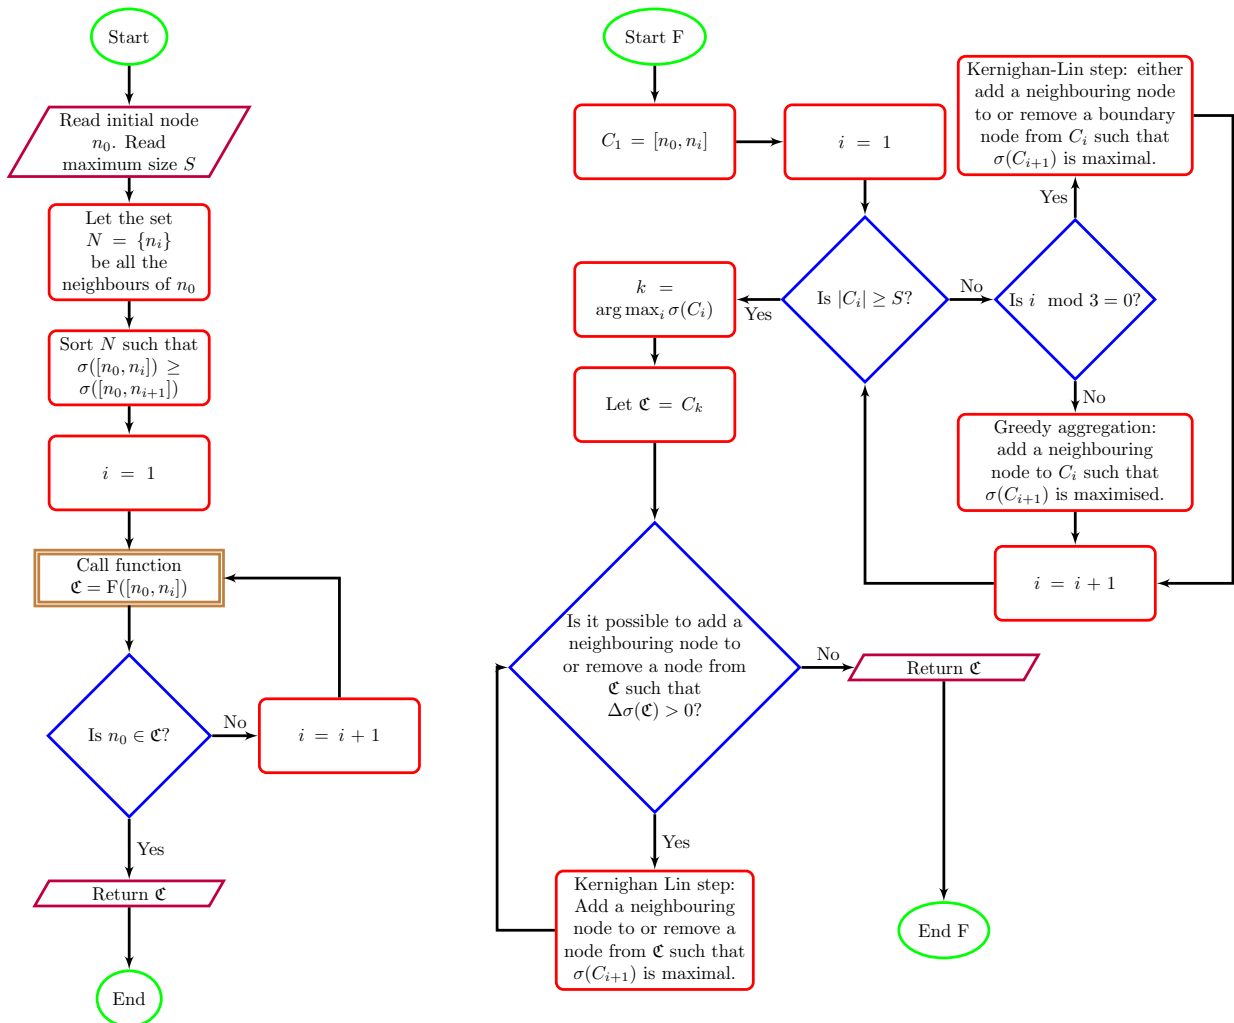 Start
Read initial node
n₀. Read
maximum size S
Let the set
N = {nᵢ}
be all the
neighbours of n₀
Sort N such that
σ([n₀, nᵢ]) ≥
σ([n₀, nᵢ₊₁])
i = 1
Call function
ℭ = F([n₀, nᵢ])
Is n₀ ∈ ℭ?
No
i = i + 1
Yes
Return ℭ
End
Start F
C₁ = [n₀, nᵢ]
i = 1
Is |Cᵢ| ≥ S?
No
Is i mod 3 = 0?
Yes
Kernighan-Lin step: either
add a neighbouring node
to or remove a boundary
node from Cᵢ such that
σ(Cᵢ₊₁) is maximal.
No
Greedy aggregation:
add a neighbouring
node to Cᵢ such that
σ(Cᵢ₊₁) is maximised.
i = i + 1
Yes
k =
arg maxᵢ σ(Cᵢ)
Let ℭ = Cₖ
Is it possible to add a
neighbouring node to
or remove a node from
ℭ such that
Δσ(ℭ) > 0?
No
Return ℭ
End F
Yes
Kernighan Lin step:
Add a neighbouring
node to or remove a
node from ℭ such that
σ(Cᵢ₊₁) is maximal.